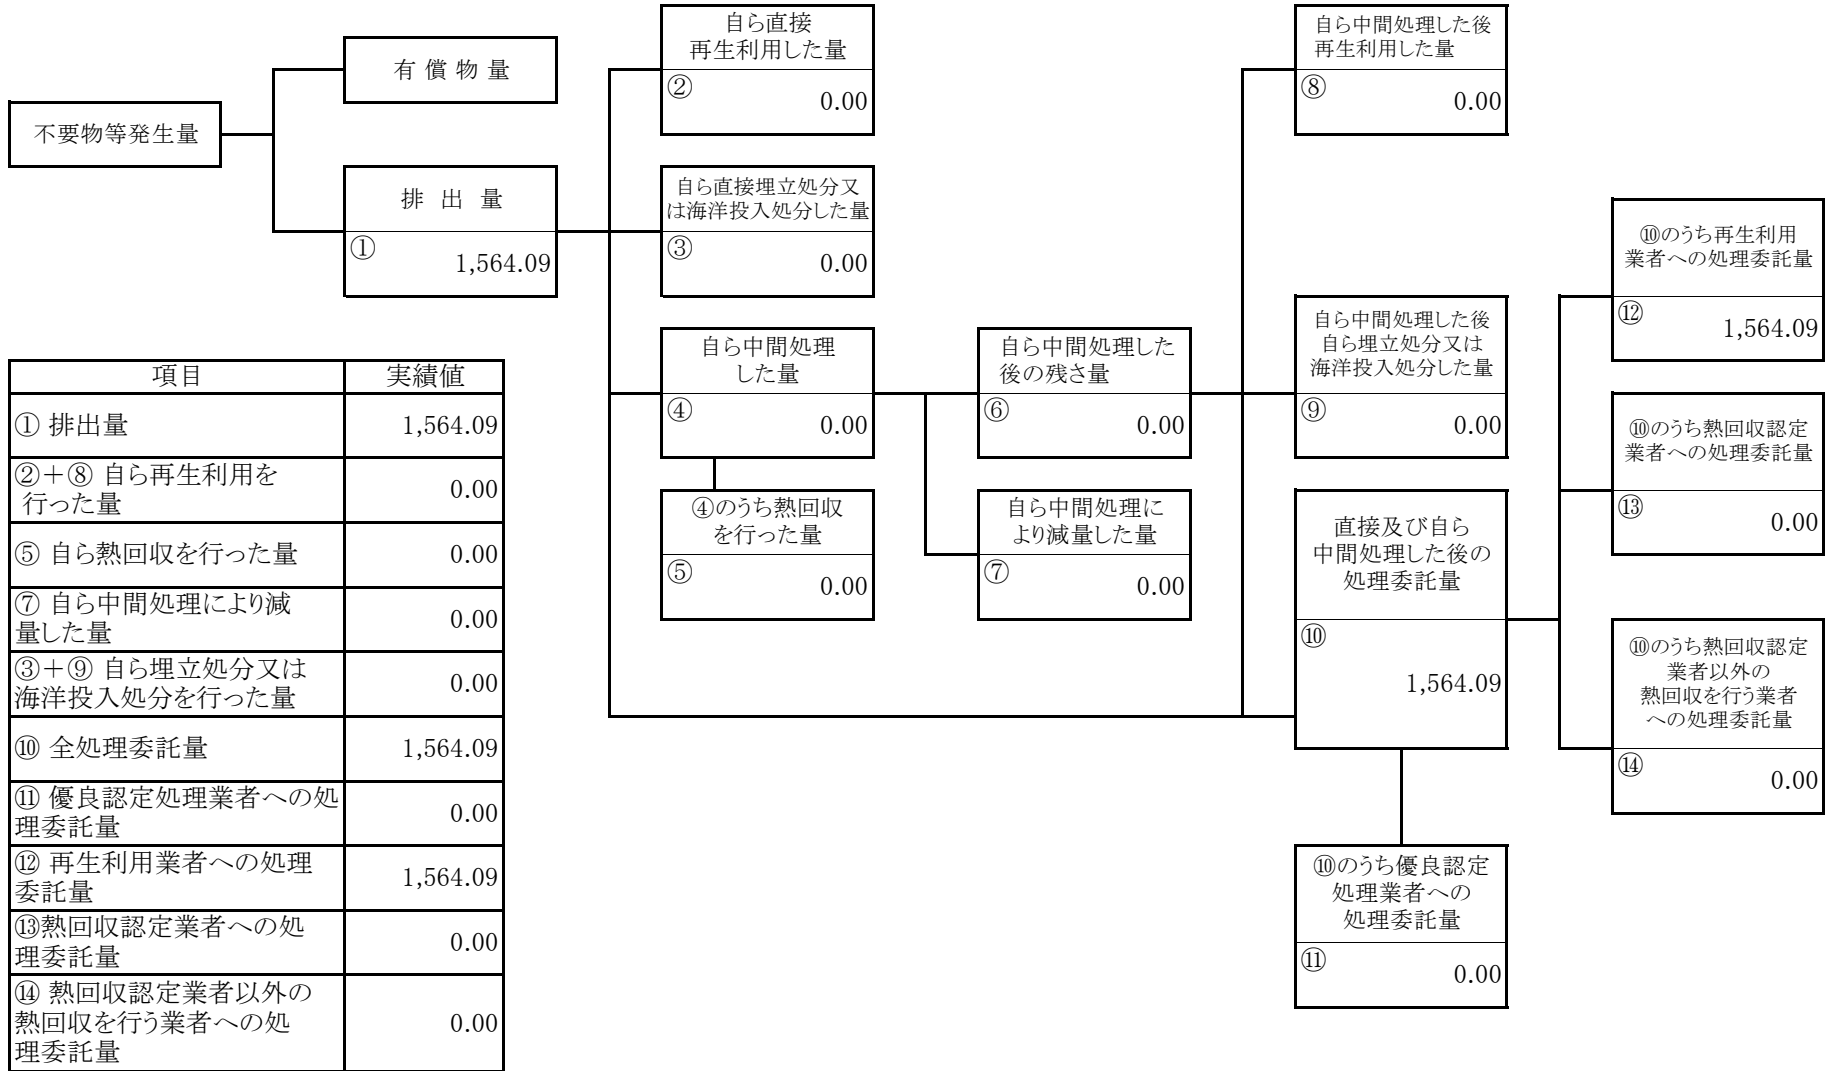 自ら直接
再生利用した量
②
0.00
自ら中間処理した後
再生利用した量
⑧
0.00
有 償 物 量
不要物等発生量
排 出 量
①
1,564.09
自ら直接埋立処分又
は海洋投入処分した量
③
0.00
⑩のうち再生利用
業者への処理委託量
⑫
1,564.09
自ら中間処理
した量
④
0.00
自ら中間処理した
後の残さ量
⑥
0.00
自ら中間処理した後
自ら埋立処分又は
海洋投入処分した量
⑨
0.00
⑩のうち熱回収認定
業者への処理委託量
⑬
0.00
④のうち熱回収
を行った量
⑤
0.00
自ら中間処理に
より減量した量
⑦
0.00
直接及び自ら
中間処理した後の
処理委託量
⑩
1,564.09
⑩のうち熱回収認定
業者以外の
熱回収を行う業者
への処理委託量
⑭
0.00
⑩のうち優良認定
処理業者への
処理委託量
⑪
0.00
項目 実績値
① 排出量 1,564.09
②+⑧ 自ら再生利用を
行った量 0.00
⑤ 自ら熱回収を行った量 0.00
⑦ 自ら中間処理により減
量した量 0.00
③+⑨ 自ら埋立処分又は
海洋投入処分を行った量 0.00
⑩ 全処理委託量 1,564.09
⑪ 優良認定処理業者への処
理委託量 0.00
⑫ 再生利用業者への処理
委託量 1,564.09
⑬熱回収認定業者への処
理委託量 0.00
⑭ 熱回収認定業者以外の
熱回収を行う業者への処
理委託量 0.00